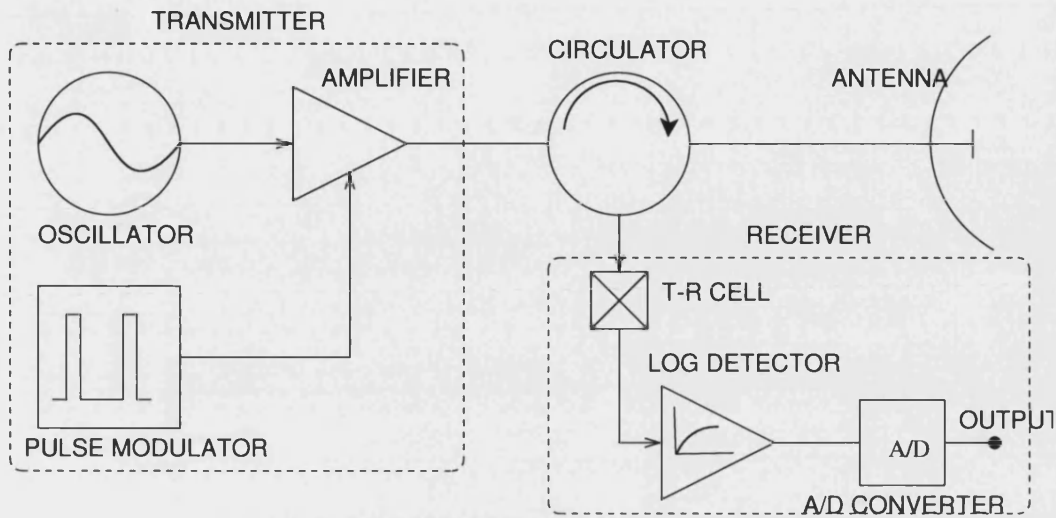 TRANSMITTER
AMPLIFIER
CIRCULATOR
ANTENNA
OSCILLATOR
RECEIVER
T-R CELL
LOG DETECTOR
PULSE MODULATOR
OUTPUT
A/D
A/D CONVERTER